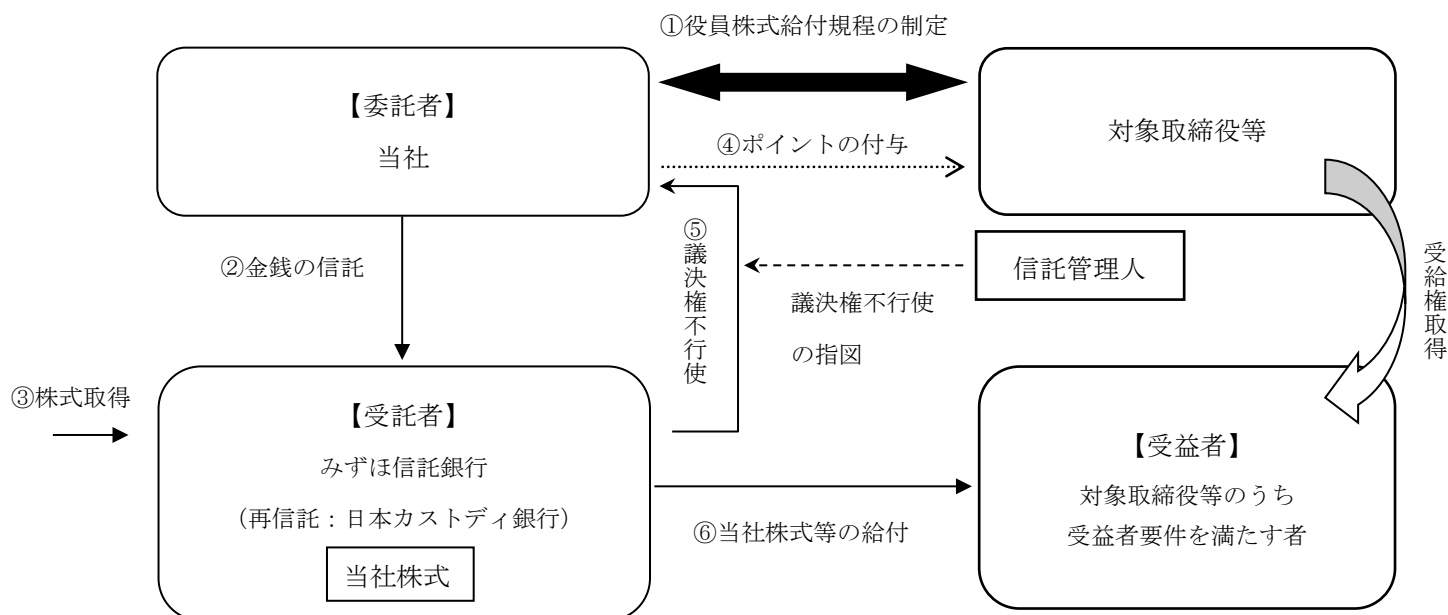 ①役員株式給付規程の制定
【委託者】
当社
対象取締役等
④ポイントの付与
②金銭の信託
⑤議決権不行使
信託管理人
議決権不行使
の指図
受給権取得
③株式取得
【受託者】
みずほ信託銀行
（再信託：日本カストディ銀行）
当社株式
⑥当社株式等の給付
【受益者】
対象取締役等のうち
受益者要件を満たす者